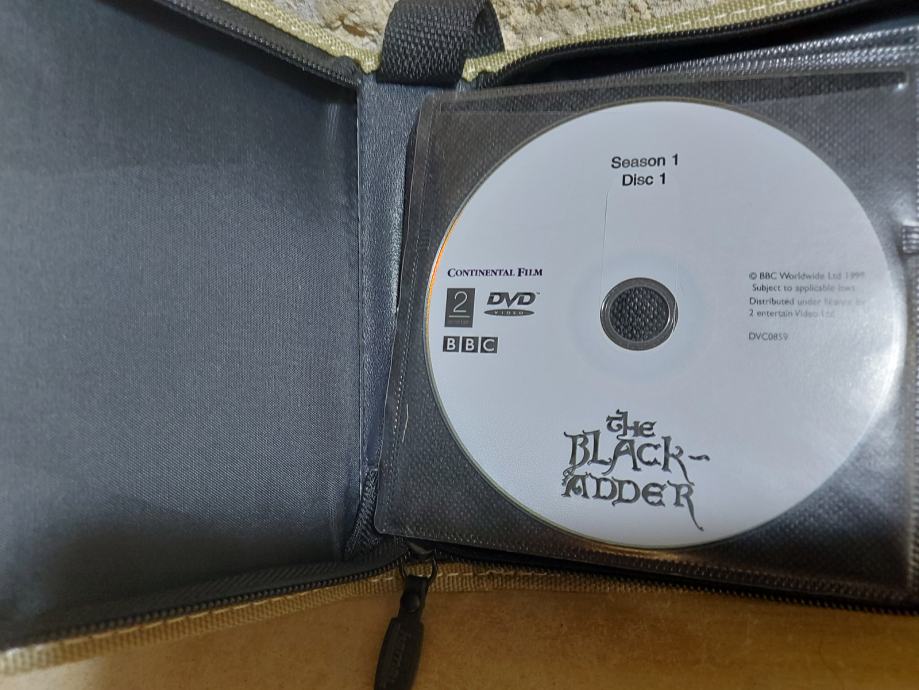 Season 1
Disc 1
CONTINENTAL FILM
2
DVD™
VIDEO
BBC
© BBC Worldwide Ltd 1999
Subject to applicable laws
Distributed under licence by
2 entertain Video Ltd
DVC0859
THE
BLACK-
ADDER